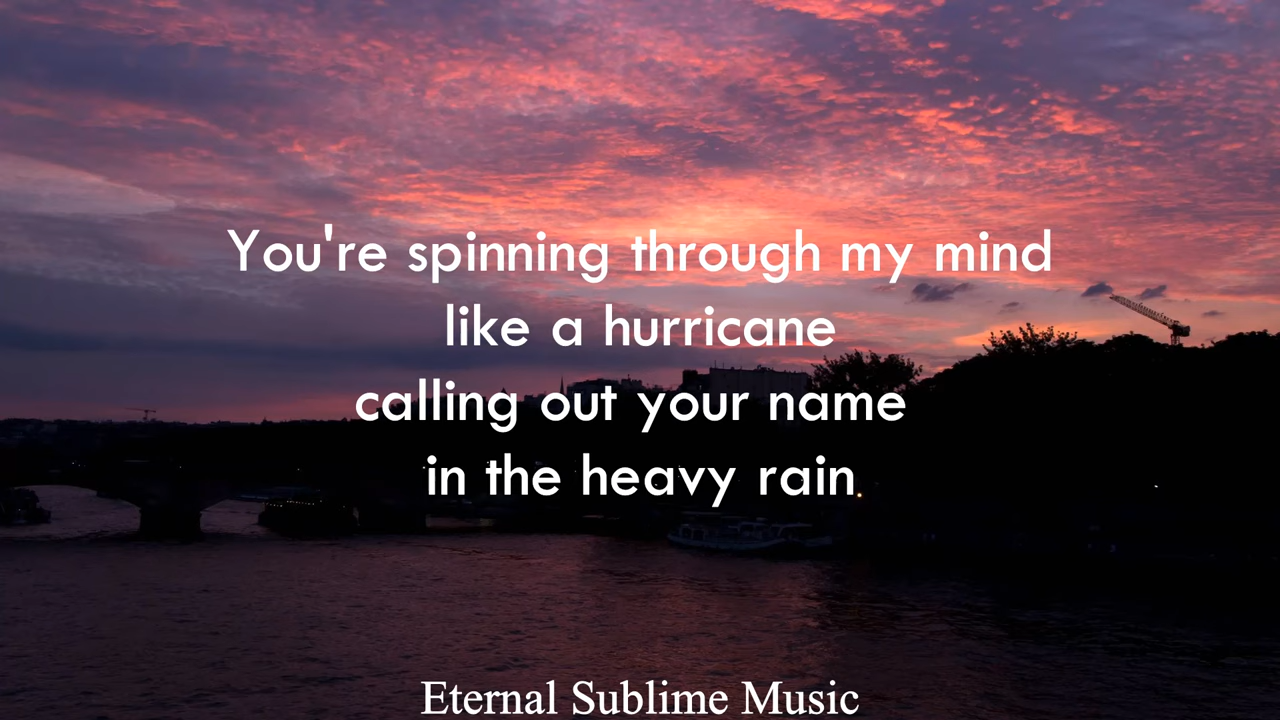 You're spinning through my mind
like a hurricane
calling out your name
in the heavy rain
Eternal Sublime Music